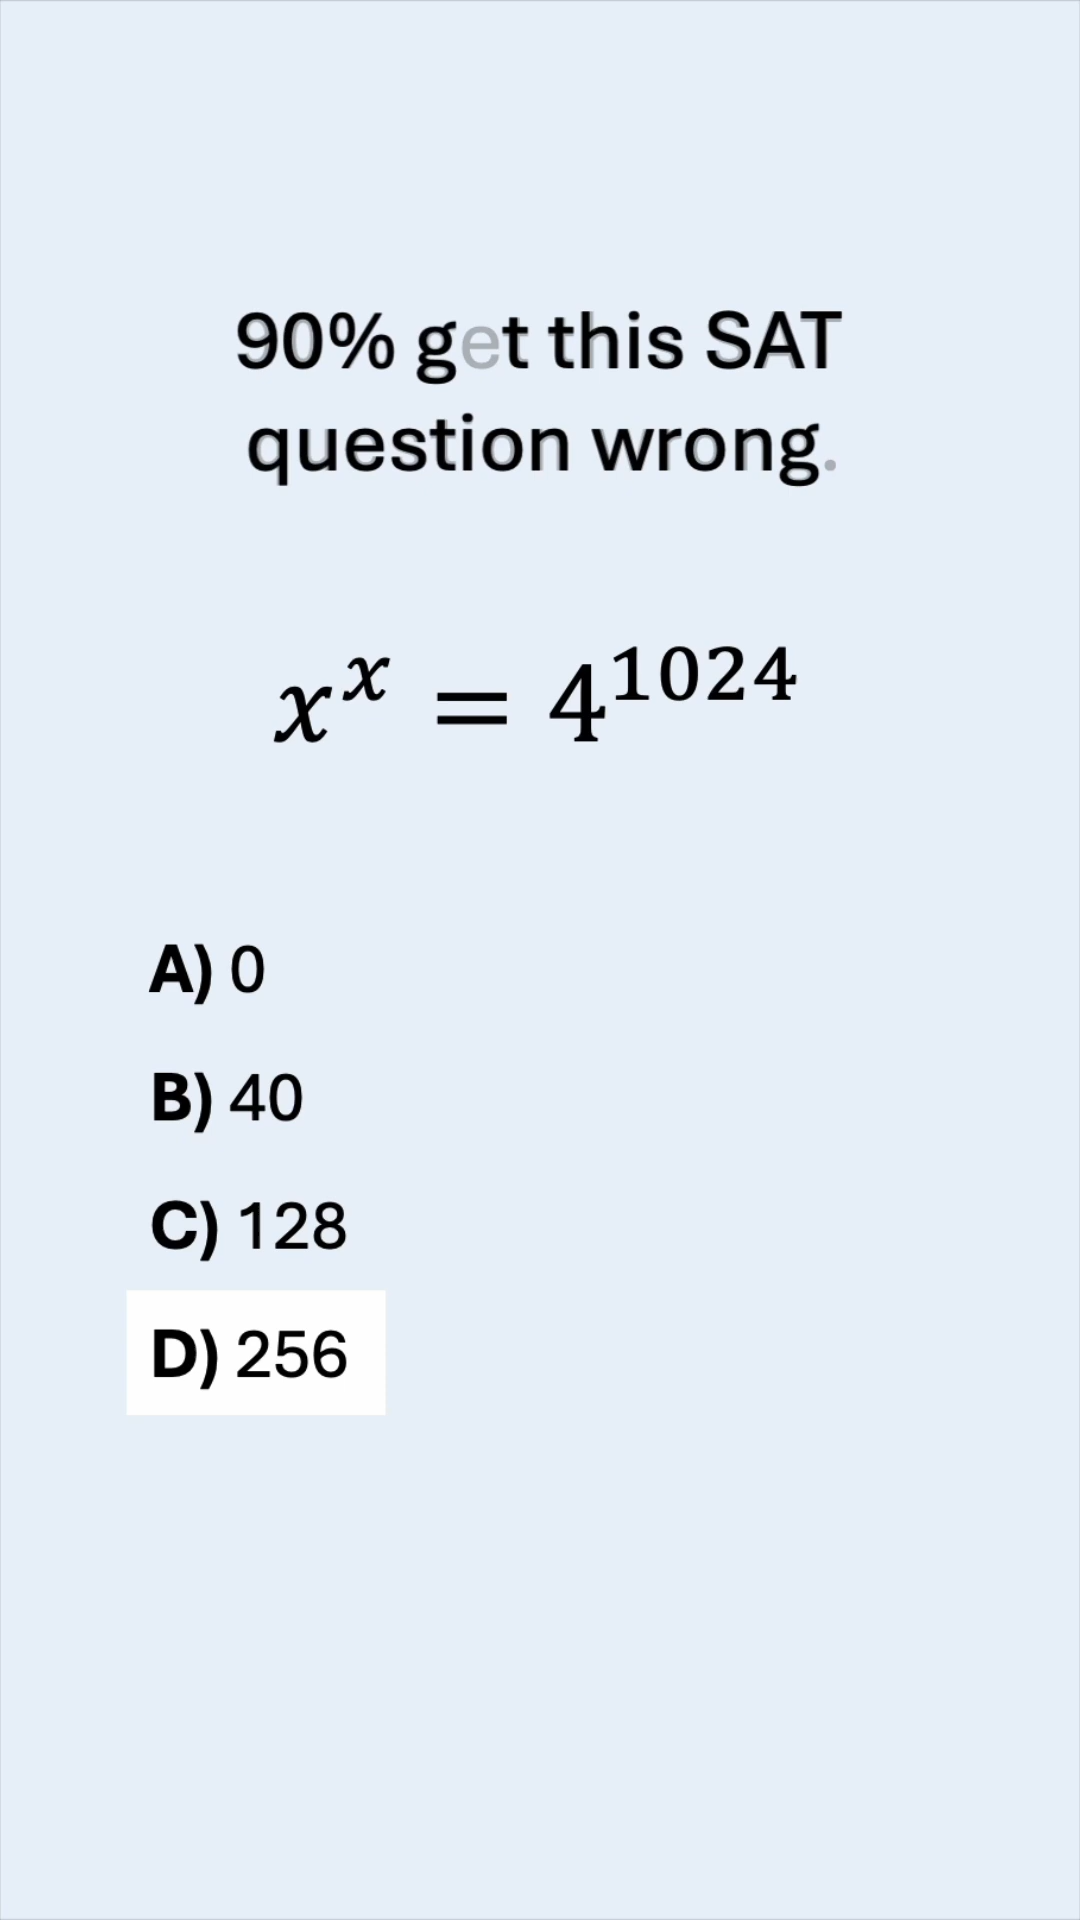 90% get this SAT
question wrong.
x^x = 4^1024
A) 0
B) 40
C) 128
D) 256